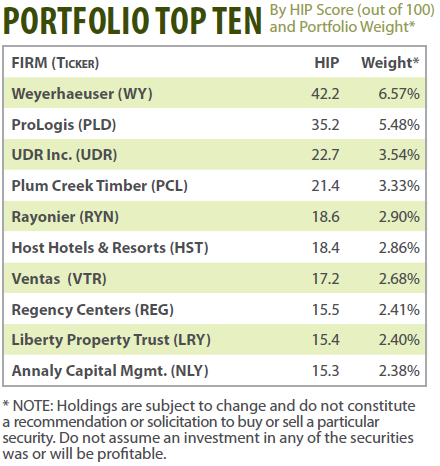 PORTFOLIO TOP TEN By HIP Score (out of 100)
and Portfolio Weight*
FIRM (TICKER) HIP Weight*
Weyerhaeuser (WY) 42.2 6.57%
ProLogis (PLD) 35.2 5.48%
UDR Inc. (UDR) 22.7 3.54%
Plum Creek Timber (PCL) 21.4 3.33%
Rayonier (RYN) 18.6 2.90%
Host Hotels & Resorts (HST) 18.4 2.86%
Ventas (VTR) 17.2 2.68%
Regency Centers (REG) 15.5 2.41%
Liberty Property Trust (LRY) 15.4 2.40%
Annaly Capital Mgmt. (NLY) 15.3 2.38%
* NOTE: Holdings are subject to change and do not constitute
a recommendation or solicitation to buy or sell a particular
security. Do not assume an investment in any of the securities
was or will be profitable.